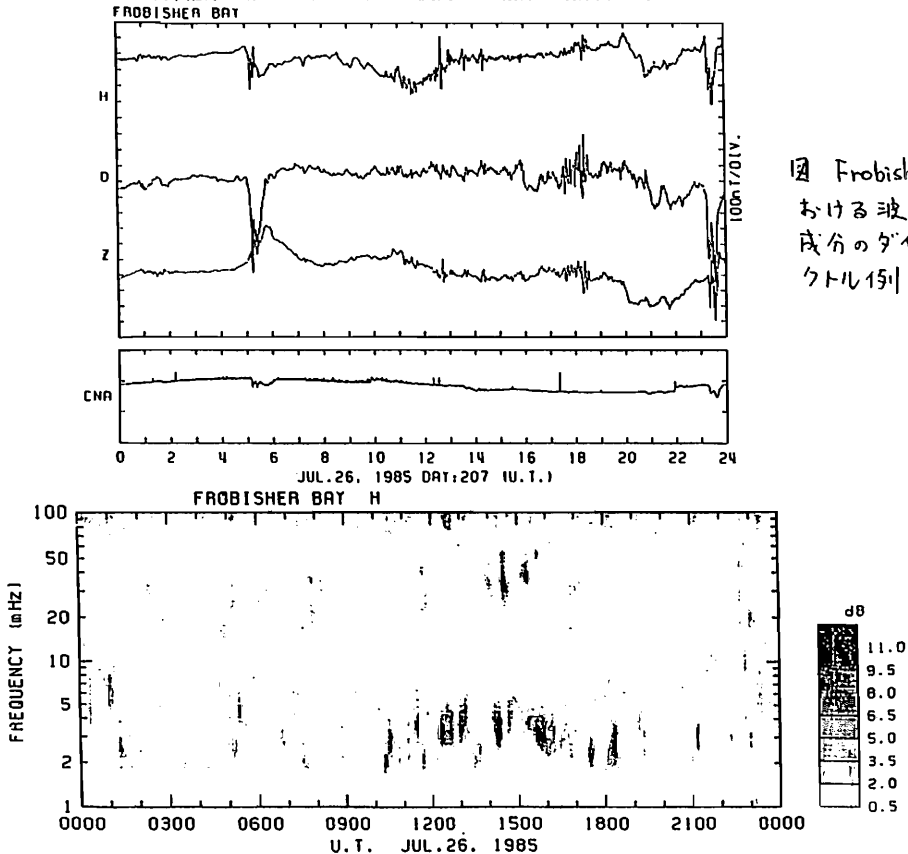 FROBISHER BAY
H
D
Z
100nT/DIV.
CNA
0 2 4 6 8 10 12 14 16 18 20 22 24
JUL.26, 1985 DAY:207 (U.T.)
図 Frobish
おける波
成分のダイ
クトル例
FROBISHER BAY H
FREQUENCY (mHz)
100
50
20
10
5
2
1
0000 0300 0600 0900 1200 1500 1800 2100 0000
U.T. JUL.26. 1985
dB
11.0
9.5
8.0
6.5
5.0
3.5
2.0
0.5